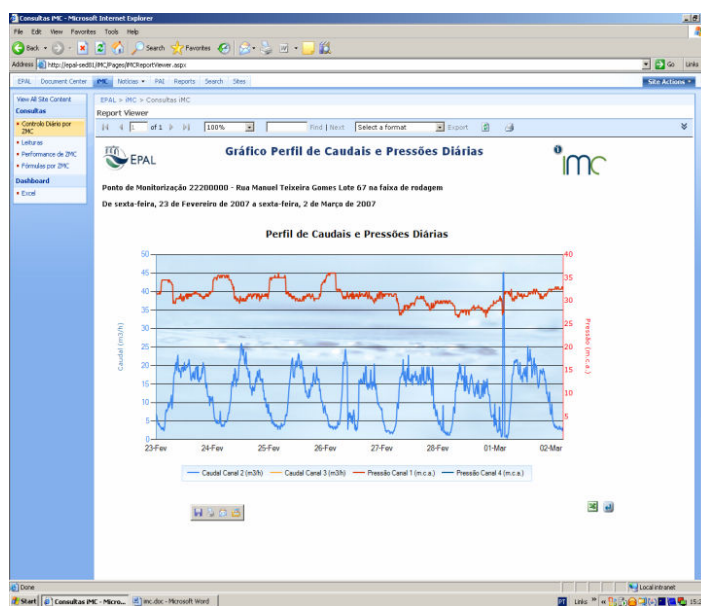 Consultas iMC - Microsoft Internet Explorer
File Edit View Favorites Tools Help
Back Search Favorites
Address http://epal-sed01/iMC/Pages/iMCReportViewer.aspx Go Links
EPAL Document Center iMC Notícias PAI Reports Search Sites Site Actions
View All Site Content
Consultas
Controlo Diário por ZMC
Leituras
Performance de ZMC
Fórmulas por ZMC
Dashboard
Excel
EPAL > iMC > Consultas iMC
Report Viewer
1 of 1 100% Find | Next Select a format Export
EPAL Gráfico Perfil de Caudais e Pressões Diárias imc
Ponto de Monitorização 22200000 - Rua Manuel Teixeira Gomes Lote 67 na faixa de rodagem
De sexta-feira, 23 de Fevereiro de 2007 a sexta-feira, 2 de Março de 2007
Perfil de Caudais e Pressões Diárias
50 40
45 35
40 30
35 25
30 20
25 15
20 10
15 5
10
5
0
Caudal (m3/h)
Pressão (m.c.a.)
23-Fev 24-Fev 25-Fev 26-Fev 27-Fev 28-Fev 01-Mar 02-Mar
Caudal Canal 2 (m3/h) Caudal Canal 3 (m3/h) Pressão Canal 1 (m.c.a.) Pressão Canal 4 (m.c.a.)
Done Local intranet
Start Consultas iMC - Micro... imc.doc - Microsoft Word PT Links